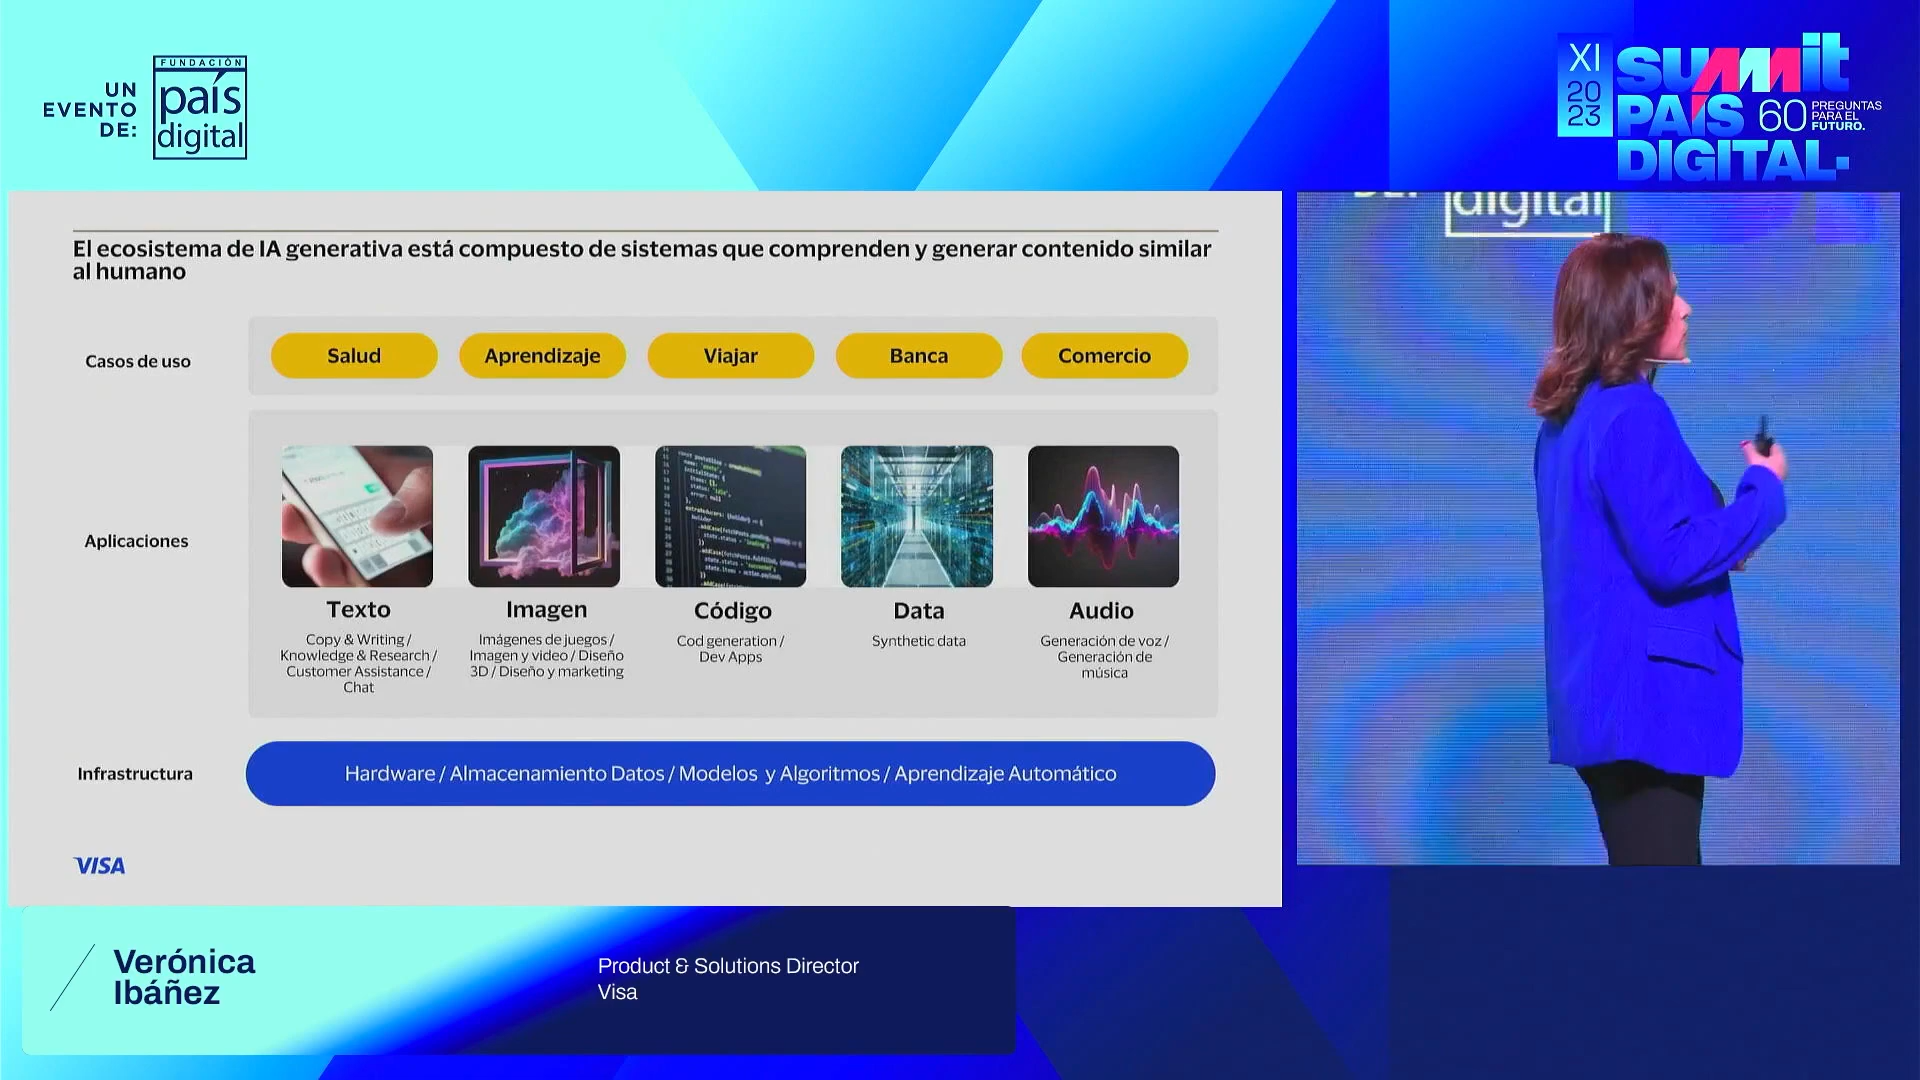 UN
EVENTO
DE:
FUNDACIÓN
país
digital
XI
2023
summit
PAÍS
DIGITAL
60
PREGUNTAS
PARA EL
FUTURO.
digital
El ecosistema de IA generativa está compuesto de sistemas que comprenden y generar contenido similar
al humano
Casos de uso
Salud
Aprendizaje
Viajar
Banca
Comercio
Aplicaciones
Texto
Copy & Writing /
Knowledge & Research /
Customer Assistance /
Chat
Imagen
Imágenes de juegos /
Imagen y video / Diseño
3D / Diseño y marketing
Código
Cod generation /
Dev Apps
Data
Synthetic data
Audio
Generación de voz /
Generación de
música
Infrastructura
Hardware / Almacenamiento Datos / Modelos y Algoritmos / Aprendizaje Automático
VISA
Verónica
Ibáñez
Product & Solutions Director
Visa